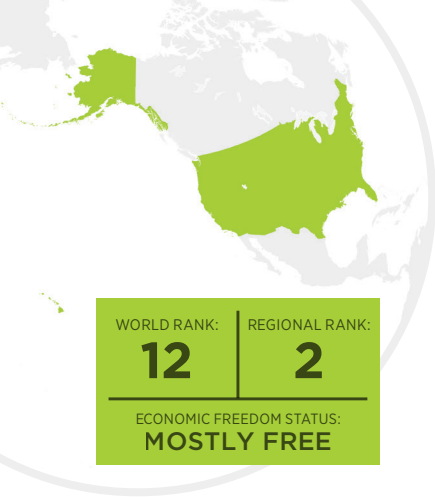 WORLD RANK: REGIONAL RANK:
12 2
ECONOMIC FREEDOM STATUS:
MOSTLY FREE